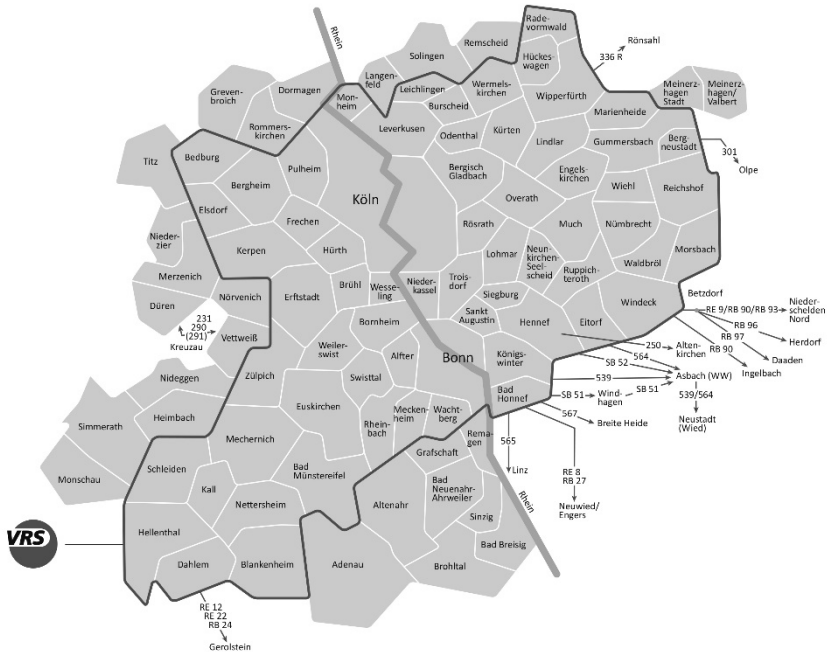 Rhein
Rade-
vormwald
Remscheid
Solingen
Hückes-
wagen
336 R
Rönsahl
Langen-
feld
Leichlingen
Wermels-
kirchen
Greven-
broich
Dormagen
Mon-
heim
Burscheid
Wipperfürth
Meinerz-
hagen
Stadt
Meinerz-
hagen/
Valbert
Rommers-
kirchen
Leverkusen
Odenthal
Kürten
Marienheide
Lindlar
Gummersbach
Berg-
neustadt
301
Olpe
Titz
Bedburg
Bergheim
Pulheim
Bergisch
Gladbach
Engels-
kirchen
Wiehl
Reichshof
Köln
Overath
Elsdorf
Frechen
Rösrath
Much
Nümbrecht
Nieder-
zier
Kerpen
Hürth
Lohmar
Neun-
kirchen-
Seel-
scheid
Waldbröl
Morsbach
Merzenich
Ruppich-
teroth
Düren
Nörvenich
Erftstadt
Brühl
Wesse-
ling
Nieder-
kassel
Trois-
dorf
Siegburg
Windeck
Betzdorf
231
290
(291)
Kreuzau
Vettweiß
Bornheim
Sankt
Augustin
Hennef
Eitorf
RE 9/RB 90/RB 93
Nieder-
schelden
Nord
RB 96
Herdorf
RB 97
Daaden
RB 90
Ingelbach
Weiler-
swist
Alfter
Bonn
Königs-
winter
250
Alten-
kirchen
564
SB 52
Nideggen
Zülpich
Swisttal
539
Asbach (WW)
Bad
Honnef
SB 51
Wind-
hagen
SB 51
539/564
Neustadt
(Wied)
Simmerath
Heimbach
Euskirchen
Rhein-
bach
Mecken-
heim
Wacht-
berg
567
Breite Heide
Mechernich
Rema-
gen
565
Linz
Grafschaft
Monschau
Schleiden
Kall
Bad
Münstereifel
Bad
Neuenahr-
Ahrweiler
RE 8
RB 27
Neuwied/
Engers
Nettersheim
Altenahr
Rhein
Sinzig
Hellenthal
VRS
Bad Breisig
Dahlem
Blankenheim
Adenau
Brohltal
RE 12
RE 22
RB 24
Gerolstein